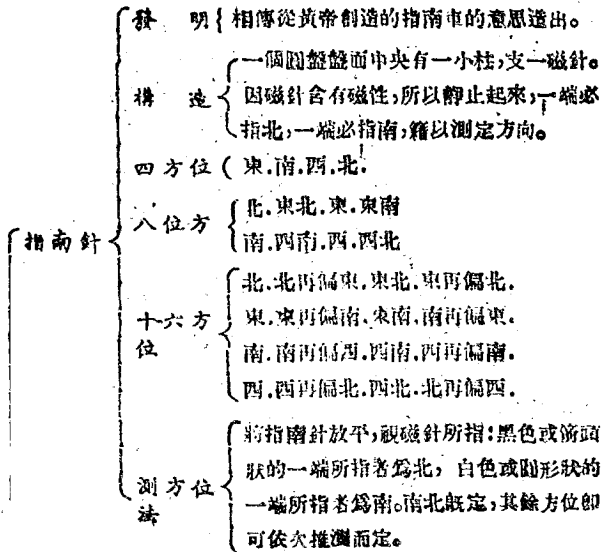 發明{相傳從黃帝創造的指南車的意思造出。
一個圓盤盤面中央有一小柱,支一磁針。
構造 因磁針含有磁性,所以靜止起來,一端必
指北,一端必指南,藉以測定方向。
四方位(東.南.西.北.
八位方 北.東北.東.東南
南.西南.西.西北
指南針
北.北再偏東.東北.東再偏北.
十六方位 東.東再偏南.東南.南再偏東.
南.南再偏西.西南.西再偏南.
西.西再偏北.西北.北再偏西.
將指南針放平,視磁針所指:黑色或箭頭
狀的一端所指者爲北,白色或圓形狀的
測方位法 一端所指者爲南。南北旣定,其餘方位卽
可依次推測而定。